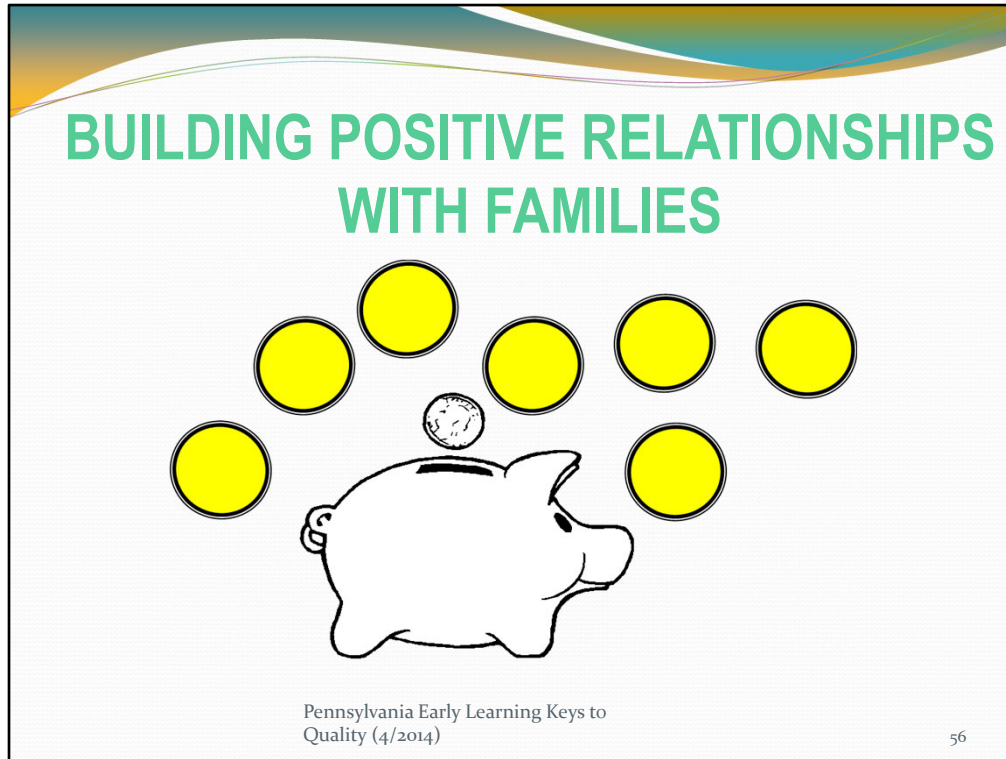 BUILDING POSITIVE RELATIONSHIPS
WITH FAMILIES
Pennsylvania Early Learning Keys to
Quality (4/2014)
56